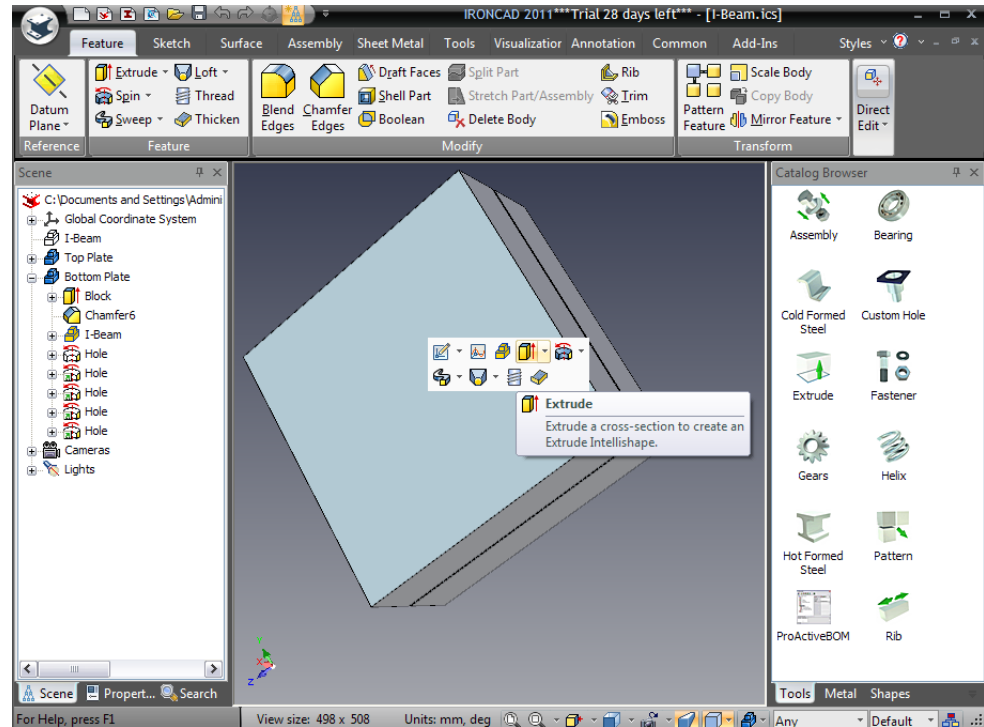 IRONCAD 2011***Trial 28 days left*** - [I-Beam.ics]
Feature Sketch Surface Assembly Sheet Metal Tools Visualizatior Annotation Common Add-Ins Styles
Extrude Loft Draft Faces Split Part Rib Scale Body
Spin Thread Shell Part Stretch Part/Assembly Trim Copy Body
Sweep Thicken Boolean Delete Body Emboss Mirror Feature
Datum Plane
Blend Edges
Chamfer Edges
Pattern Feature
Direct Edit
Reference Feature Modify Transform
Scene
C:\Documents and Settings\Admini
Global Coordinate System
I-Beam
Top Plate
Bottom Plate
Block
Chamfer6
I-Beam
Hole
Hole
Hole
Hole
Hole
Cameras
Lights
Extrude
Extrude a cross-section to create an
Extrude Intellishape.
z
x
Catalog Browser
Assembly Bearing
Cold Formed Steel
Custom Hole
Extrude Fastener
Gears Helix
Hot Formed Steel
Pattern
ProActiveBOM Rib
Scene Propert... Search
Tools Metal Shapes
For Help, press F1 View size: 498 x 508 Units: mm, deg Any Default